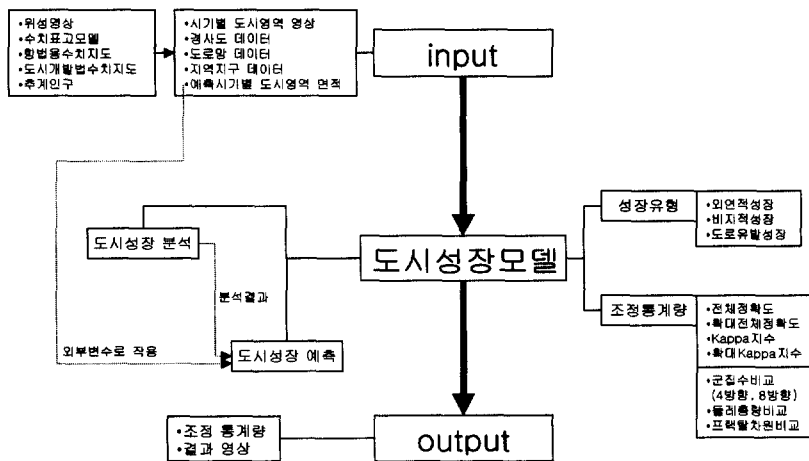 •위성영상
•수치표고모델
•항법용수치지도
•도시개발법수치지도
•추계인구
•시기별 도시영역 영상
•경사도 데이터
•도로망 데이터
•지역지구 데이터
•예측시기별 도시영역 면적
input
도시성장 분석
분석결과
외부변수로 작용
도시성장 예측
도시성장모델
성장유형
•외연적성장
•비지적성장
•도로유발성장
조정통계량
•전체정확도
•확대전체정확도
•Kappa지수
•확대Kappa지수
•군집수비교
(4방향, 8방향)
•둘레총량비교
•프랙탈차원비교
•조정 통계량
•결과 영상
output